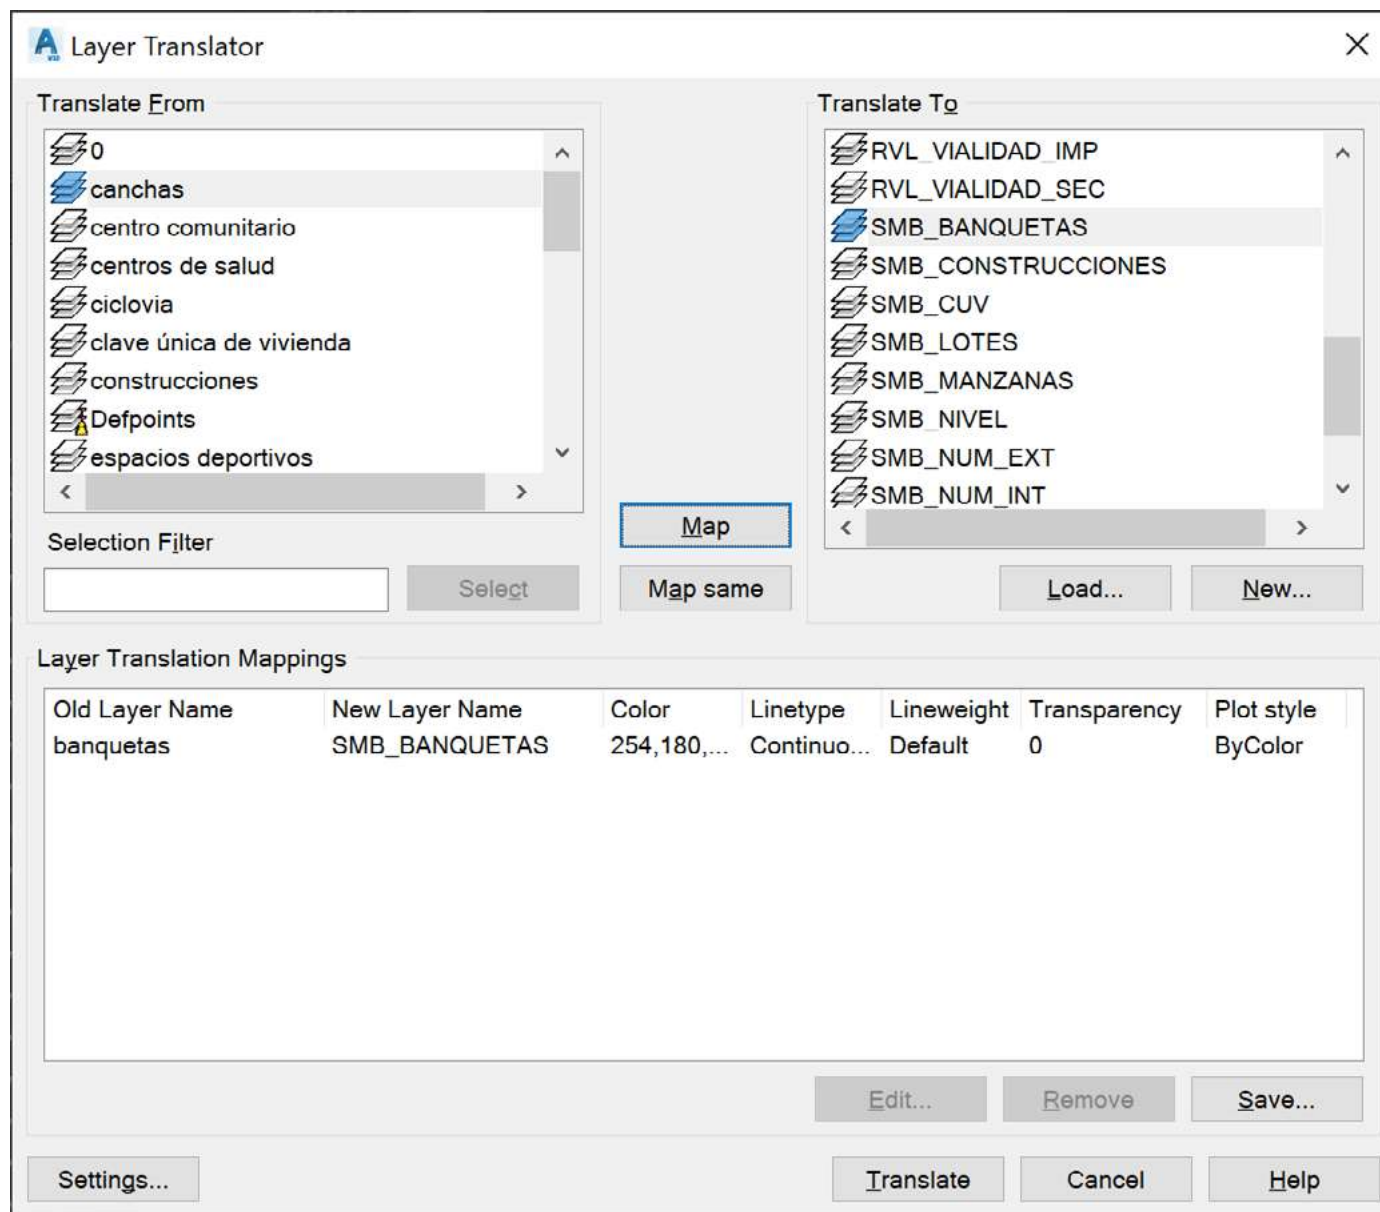 Layer Translator
Translate From
0
canchas
centro comunitario
centros de salud
ciclovia
clave única de vivienda
construcciones
Defpoints
espacios deportivos
Selection Filter
Select
Map
Map same
Translate To
RVL_VIALIDAD_IMP
RVL_VIALIDAD_SEC
SMB_BANQUETAS
SMB_CONSTRUCCIONES
SMB_CUV
SMB_LOTES
SMB_MANZANAS
SMB_NIVEL
SMB_NUM_EXT
SMB_NUM_INT
Load...
New...
Layer Translation Mappings
Old Layer Name New Layer Name Color Linetype Lineweight Transparency Plot style
banquetas SMB_BANQUETAS 254,180,... Continuo... Default 0 ByColor
Edit... Remove Save...
Settings... Translate Cancel Help